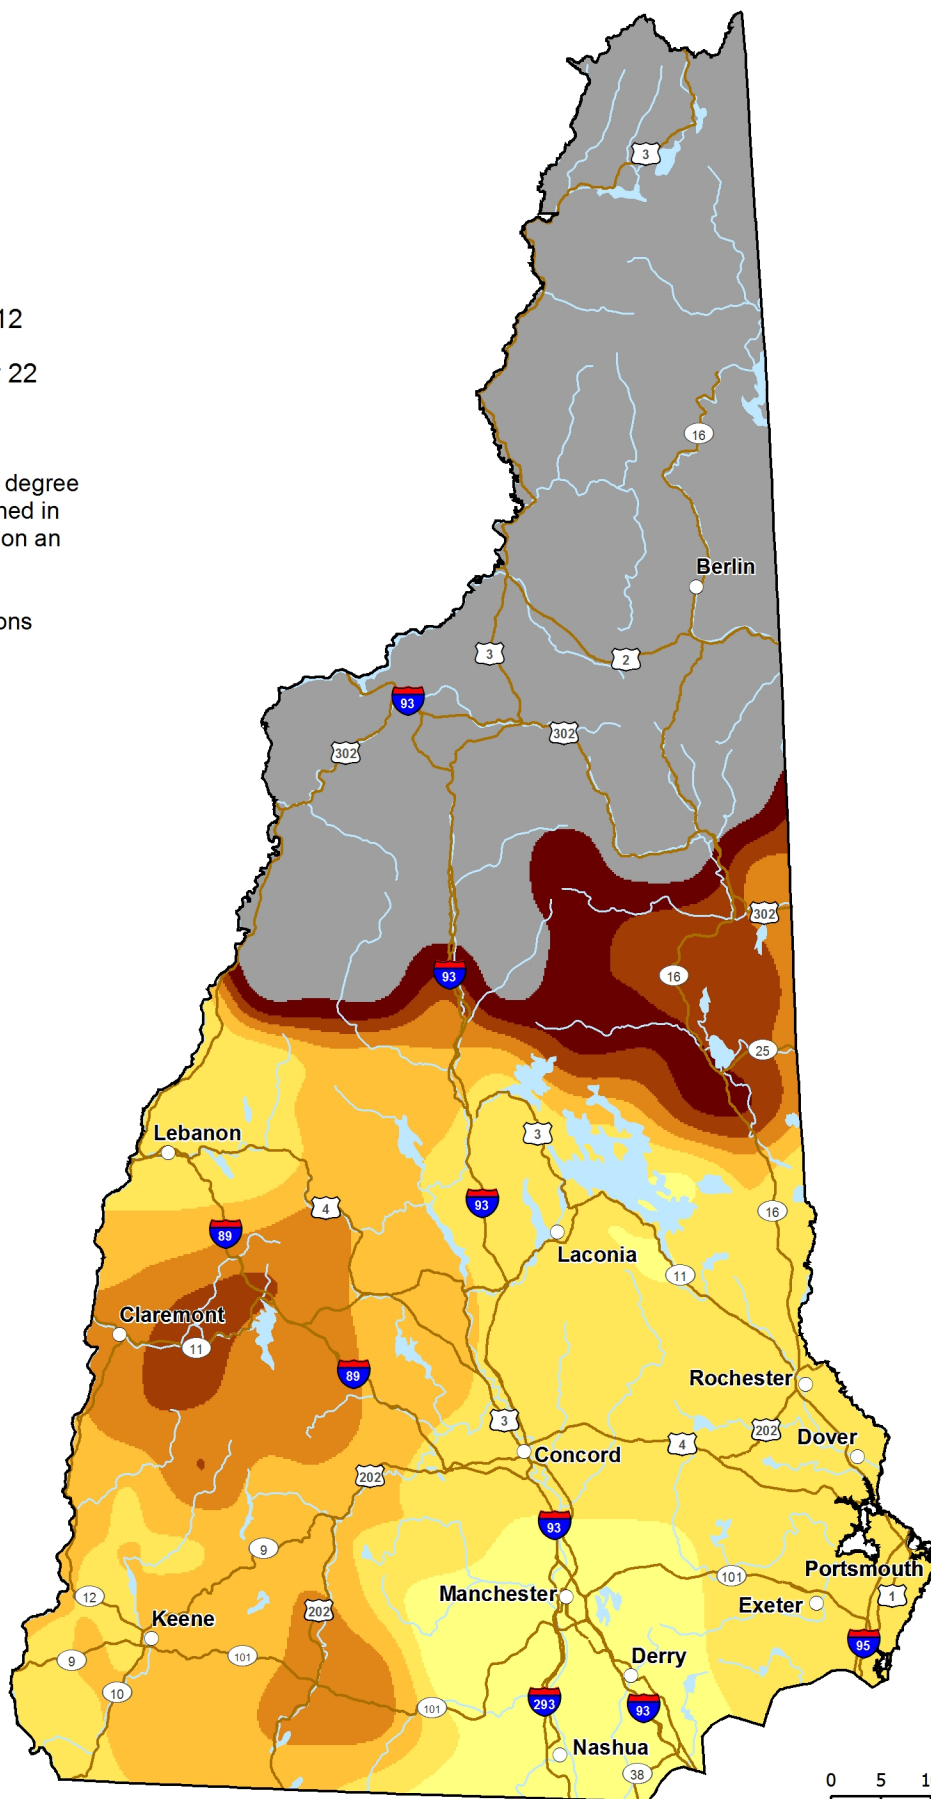 3
12
22
degree
16
ned in
on an
Berlin
ons
3
2
93
302
302
302
93
16
25
Lebanon
3
93
4
16
89
Laconia
11
Claremont
11
89
Rochester
3
202
Dover
4
Concord
202
93
9
Portsmouth
101
12
Manchester
1
Exeter
202
Keene
95
101
9
Derry
10
293
93
101
Nashua
38
0 5 10